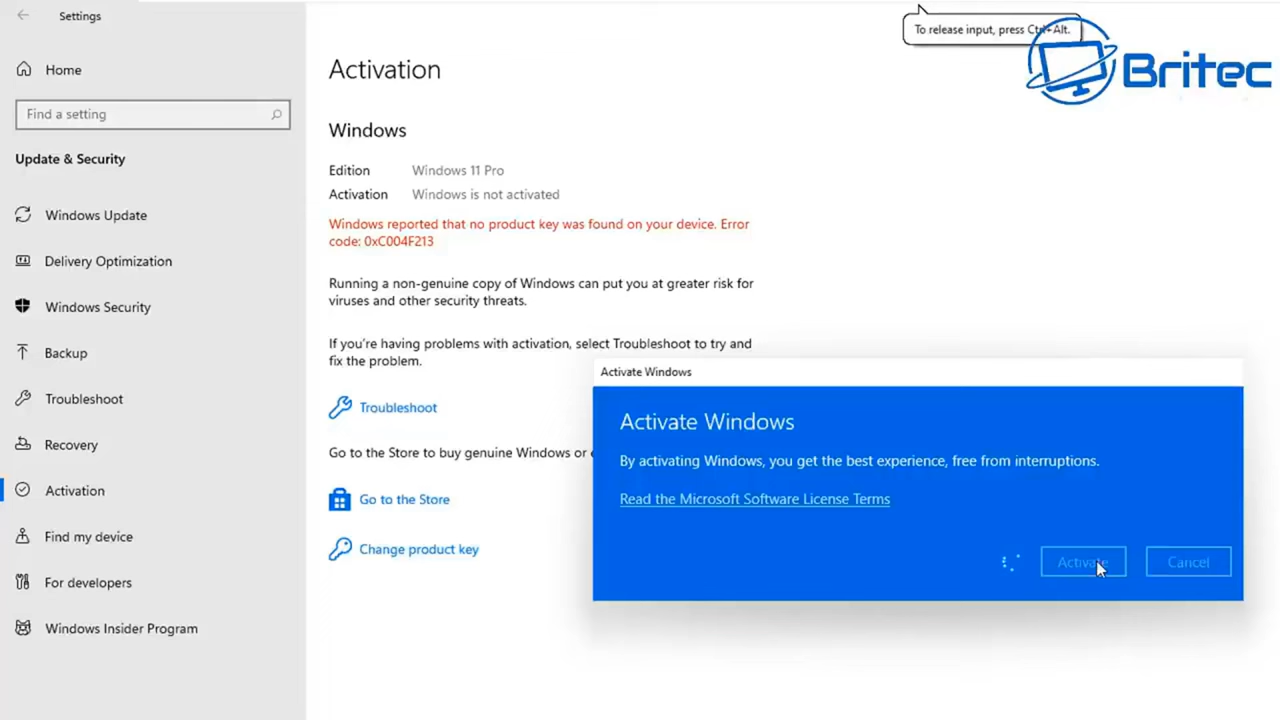 Settings
To release input, press Ctrl+Alt.
Britec
Home
Find a setting
Update & Security
Windows Update
Delivery Optimization
Windows Security
Backup
Troubleshoot
Recovery
Activation
Find my device
For developers
Windows Insider Program
Activation
Windows
Edition Windows 11 Pro
Activation Windows is not activated
Windows reported that no product key was found on your device. Error
code: 0xC004F213
Running a non-genuine copy of Windows can put you at greater risk for
viruses and other security threats.
If you're having problems with activation, select Troubleshoot to try and
fix the problem.
Troubleshoot
Go to the Store to buy genuine Windows or
Go to the Store
Change product key
Activate Windows
Activate Windows
By activating Windows, you get the best experience, free from interruptions.
Read the Microsoft Software License Terms
Activate
Cancel